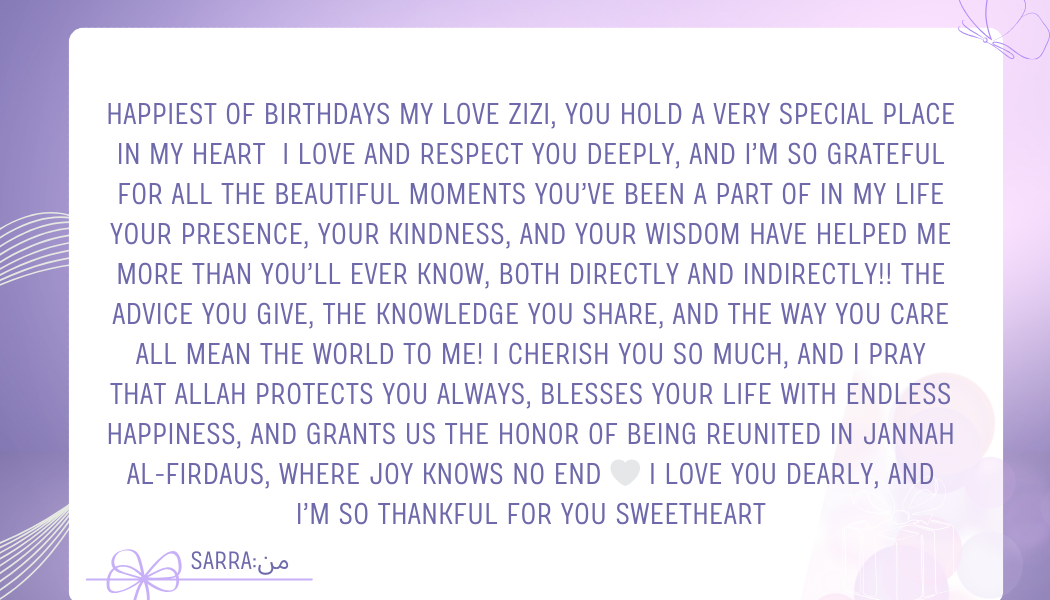 HAPPIEST OF BIRTHDAYS MY LOVE ZIZI, YOU HOLD A VERY SPECIAL PLACE
IN MY HEART  I LOVE AND RESPECT YOU DEEPLY, AND I’M SO GRATEFUL
FOR ALL THE BEAUTIFUL MOMENTS YOU’VE BEEN A PART OF IN MY LIFE
YOUR PRESENCE, YOUR KINDNESS, AND YOUR WISDOM HAVE HELPED ME
MORE THAN YOU’LL EVER KNOW, BOTH DIRECTLY AND INDIRECTLY!! THE
ADVICE YOU GIVE, THE KNOWLEDGE YOU SHARE, AND THE WAY YOU CARE
ALL MEAN THE WORLD TO ME! I CHERISH YOU SO MUCH, AND I PRAY
THAT ALLAH PROTECTS YOU ALWAYS, BLESSES YOUR LIFE WITH ENDLESS
HAPPINESS, AND GRANTS US THE HONOR OF BEING REUNITED IN JANNAH
AL-FIRDAUS, WHERE JOY KNOWS NO END 🤍 I LOVE YOU DEARLY, AND
I’M SO THANKFUL FOR YOU SWEETHEART
SARRA:من